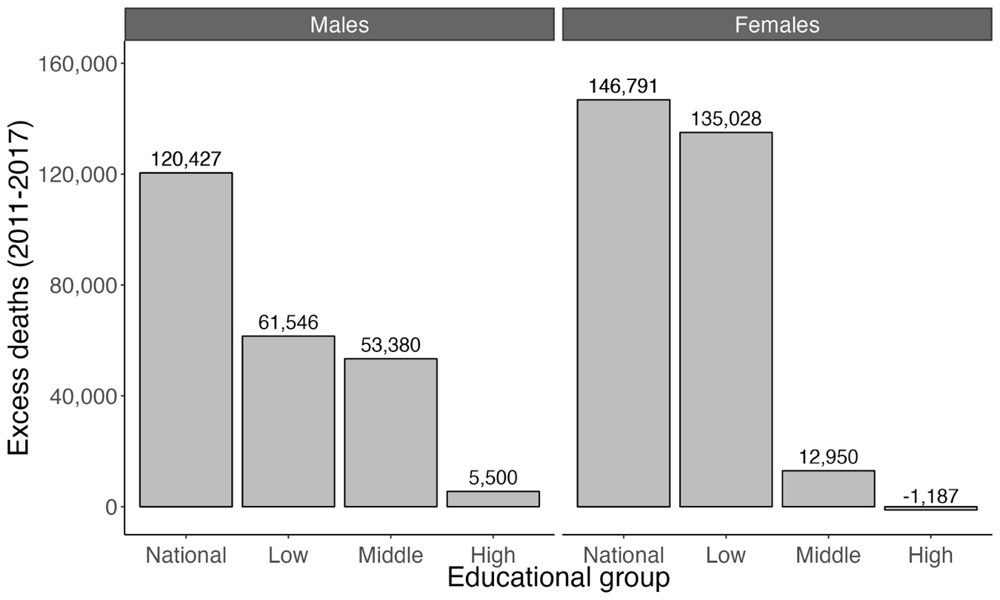 Males
Females
Excess deaths (2011-2017)
160,000
120,000
80,000
40,000
0
120,427
61,546
53,380
5,500
146,791
135,028
12,950
-1,187
National Low Middle High
National Low Middle High
Educational group